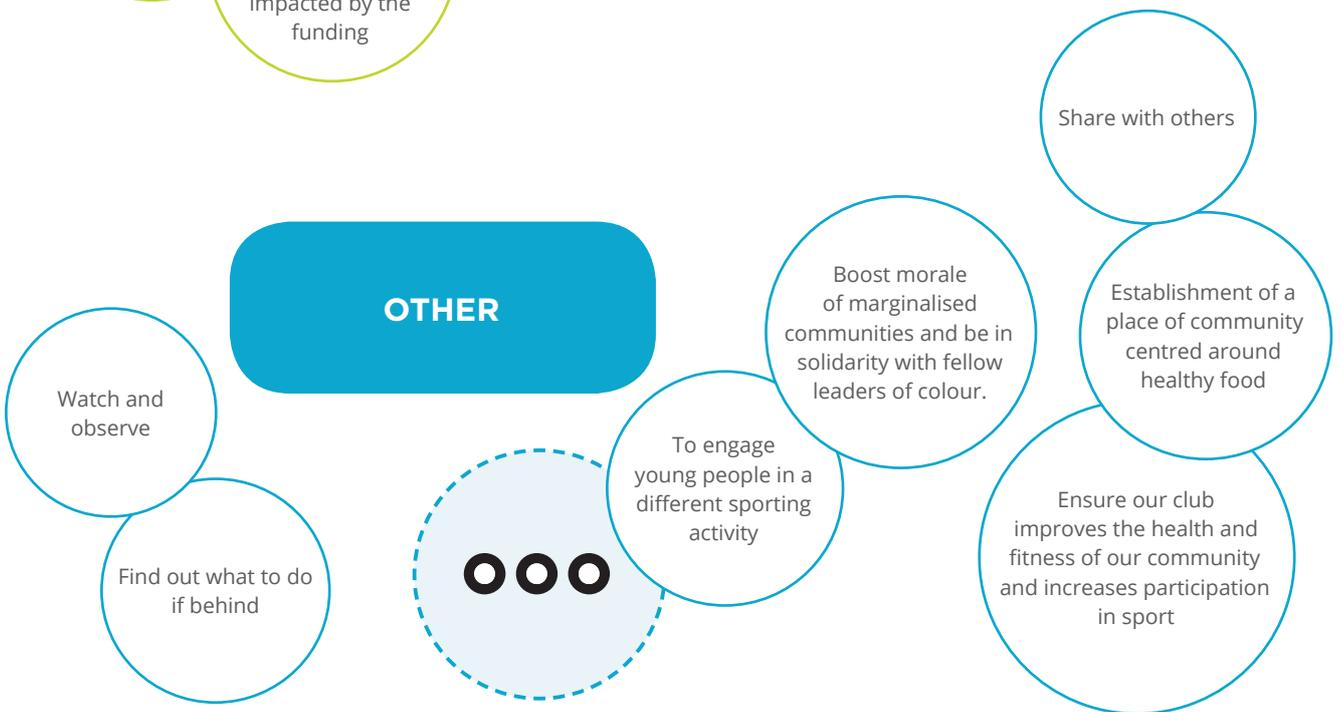 impacted by the
funding
Share with others
OTHER
Boost morale
of marginalised
communities and be in
solidarity with fellow
leaders of colour.
Establishment of a
place of community
centred around
healthy food
Watch and
observe
To engage
young people in a
different sporting
activity
Ensure our club
improves the health and
fitness of our community
and increases participation
in sport
Find out what to do
if behind